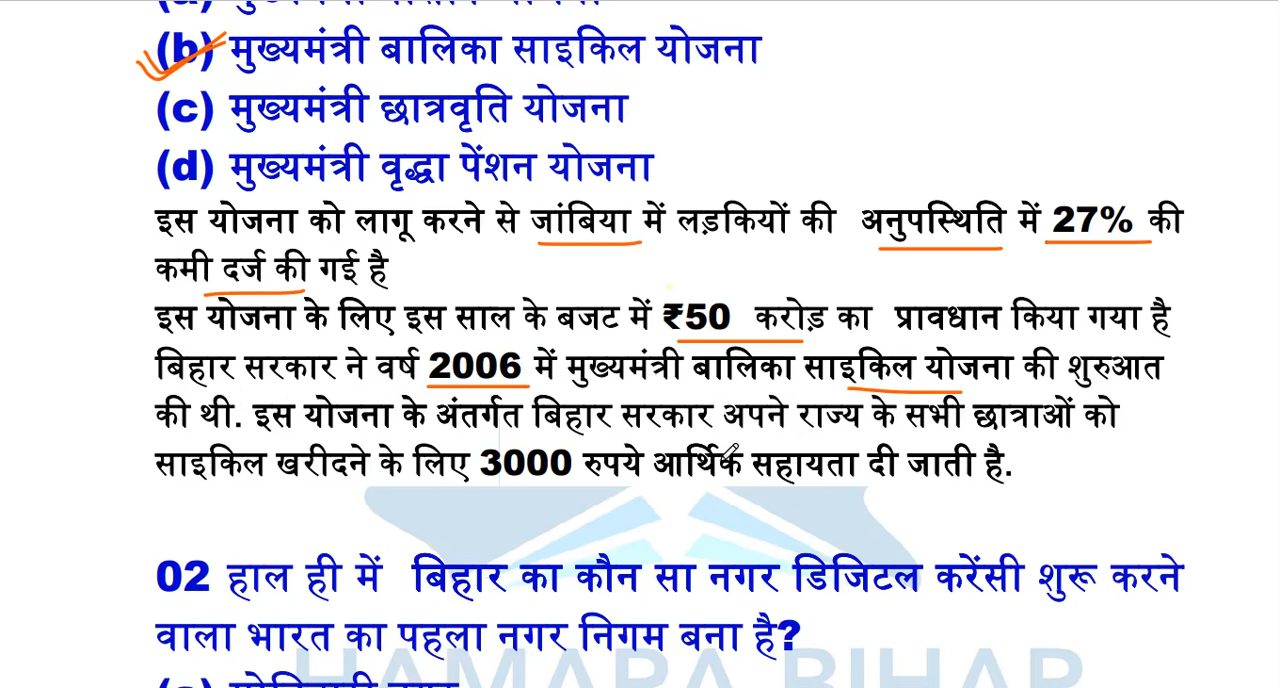 (b) मुख्यमंत्री बालिका साइकिल योजना
(c) मुख्यमंत्री छात्रवृति योजना
(d) मुख्यमंत्री वृद्धा पेंशन योजना
इस योजना को लागू करने से जांबिया में लड़कियों की अनुपस्थिति में 27% की
कमी दर्ज की गई है
इस योजना के लिए इस साल के बजट में ₹50 करोड़ का प्रावधान किया गया है
बिहार सरकार ने वर्ष 2006 में मुख्यमंत्री बालिका साइकिल योजना की शुरुआत
की थी. इस योजना के अंतर्गत बिहार सरकार अपने राज्य के सभी छात्राओं को
साइकिल खरीदने के लिए 3000 रुपये आर्थिक सहायता दी जाती है.
02 हाल ही में बिहार का कौन सा नगर डिजिटल करेंसी शुरू करने
वाला भारत का पहला नगर निगम बना है?
HAMARA BIHAR